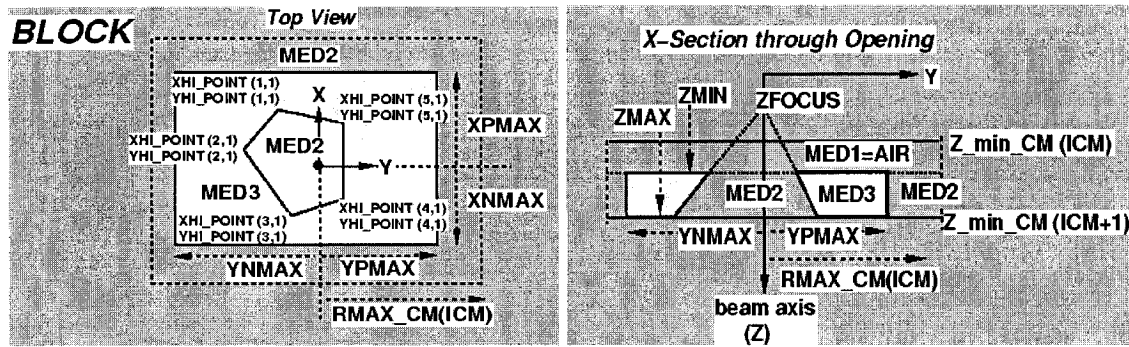 BLOCK
Top View
MED2
XHI_POINT (1,1)
YHI_POINT (1,1)
X
XHI_POINT (5,1)
YHI_POINT (5,1)
XPMAX
XHI_POINT (2,1)
YHI_POINT (2,1)
MED2
Y
MED3
XNMAX
XHI_POINT (3,1)
YHI_POINT (3,1)
XHI_POINT (4,1)
YHI_POINT (4,1)
YNMAX
YPMAX
RMAX_CM(ICM)
X-Section through Opening
Y
ZMIN
ZFOCUS
ZMAX
Z_min_CM (ICM)
MED1=AIR
MED2
MED3
MED2
Z_min_CM (ICM+1)
YNMAX
YPMAX
RMAX_CM(ICM)
beam axis
(Z)